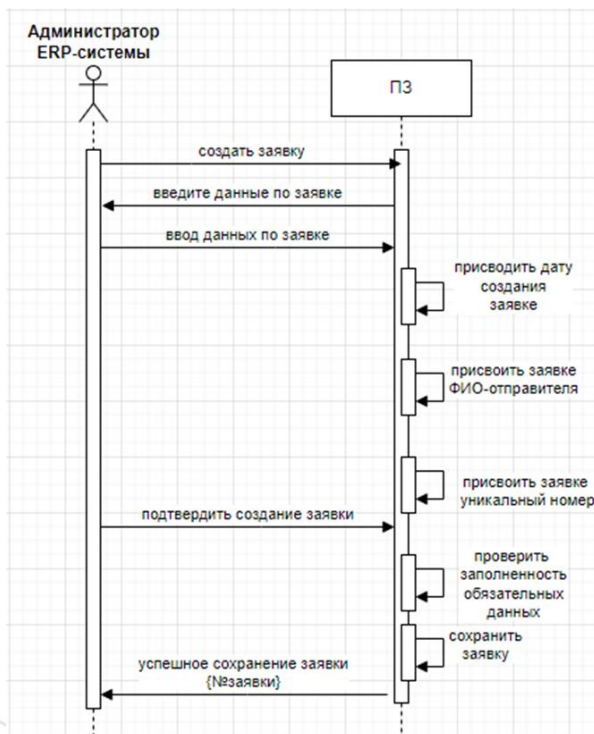 Администратор
ERP-системы
ПЗ
создать заявку
введите данные по заявке
ввод данных по заявке
присводить дату
создания
заявке
присвоить заявке
ФИО-отправителя
присвоить заявке
уникальный номер
подтвердить создание заявки
проверить
заполненность
обязательных
данных
сохранить
заявку
успешное сохранение заявки
{№заявки}